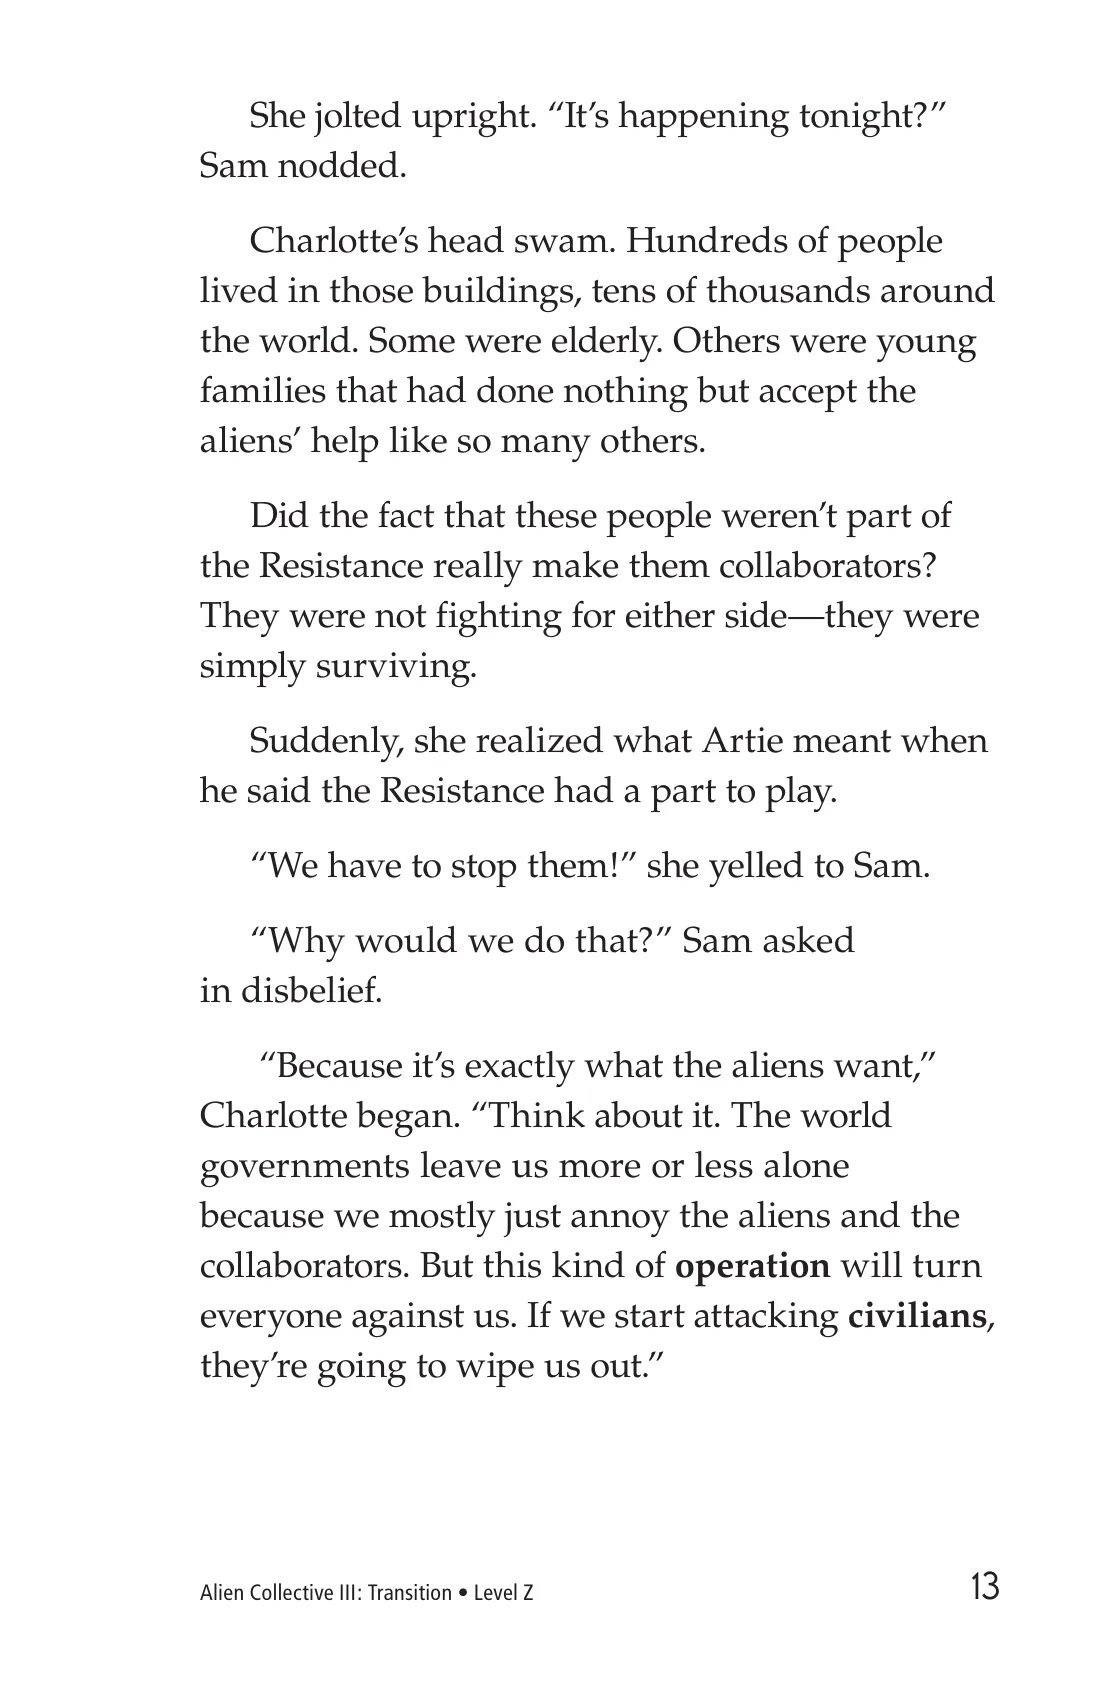 She jolted upright. “It’s happening tonight?”
Sam nodded.
Charlotte’s head swam. Hundreds of people
lived in those buildings, tens of thousands around
the world. Some were elderly. Others were young
families that had done nothing but accept the
aliens’ help like so many others.
Did the fact that these people weren’t part of
the Resistance really make them collaborators?
They were not fighting for either side—they were
simply surviving.
Suddenly, she realized what Artie meant when
he said the Resistance had a part to play.
“We have to stop them!” she yelled to Sam.
“Why would we do that?” Sam asked
in disbelief.
“Because it’s exactly what the aliens want,”
Charlotte began. “Think about it. The world
governments leave us more or less alone
because we mostly just annoy the aliens and the
collaborators. But this kind of operation will turn
everyone against us. If we start attacking civilians,
they’re going to wipe us out.”
Alien Collective III: Transition • Level Z
13